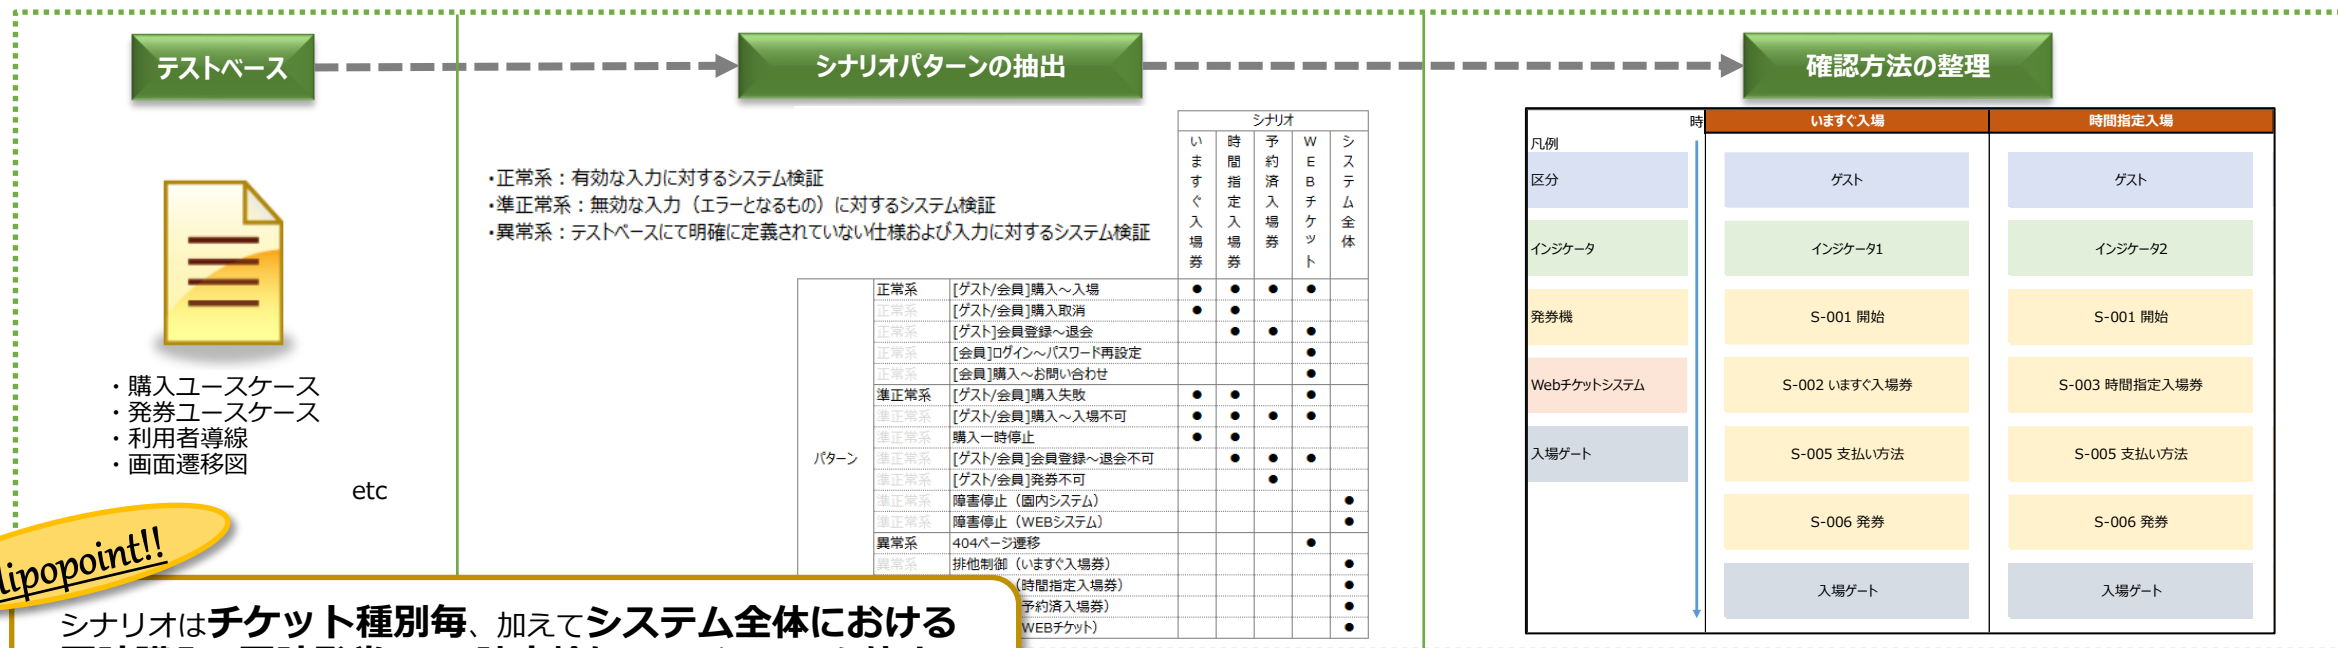 テストベース
シナリオパターンの抽出
確認方法の整理
・購入ユースケース
・発券ユースケース
・利用者導線
・画面遷移図
etc
・正常系：有効な入力に対するシステム検証
・準正常系：無効な入力（エラーとなるもの）に対するシステム検証
・異常系：テストベースにて明確に定義されていない仕様および入力に対するシステム検証
シナリオ
いますぐ入場券
時間指定入場券
予約済入場券
WEBチケット
システム全体
パターン
正常系 [ゲスト/会員]購入～入場 ● ● ● ●
正常系 [ゲスト/会員]購入取消 ● ●
正常系 [ゲスト]会員登録～退会 ● ● ●
正常系 [会員]ログイン～パスワード再設定 ●
正常系 [会員]購入～お問い合わせ ●
準正常系 [ゲスト/会員]購入失敗 ● ● ●
準正常系 [ゲスト/会員]購入～入場不可 ● ● ● ●
準正常系 購入一時停止 ● ●
準正常系 [ゲスト/会員]会員登録～退会不可 ● ● ●
準正常系 [ゲスト/会員]発券不可 ●
準正常系 障害停止（園内システム） ●
準正常系 障害停止（WEBシステム） ●
異常系 404ページ遷移 ●
異常系 排他制御（いますぐ入場券） ●
（時間指定入場券） ●
予約済入場券） ●
WEBチケット） ●
時 いますぐ入場 時間指定入場
凡例
区分 ゲスト ゲスト
インジケータ インジケータ1 インジケータ2
発券機 S-001 開始 S-001 開始
Webチケットシステム S-002 いますぐ入場券 S-003 時間指定入場券
入場ゲート S-005 支払い方法 S-005 支払い方法
S-006 発券 S-006 発券
入場ゲート 入場ゲート
lipopoint!!
シナリオはチケット種別毎、加えてシステム全体における